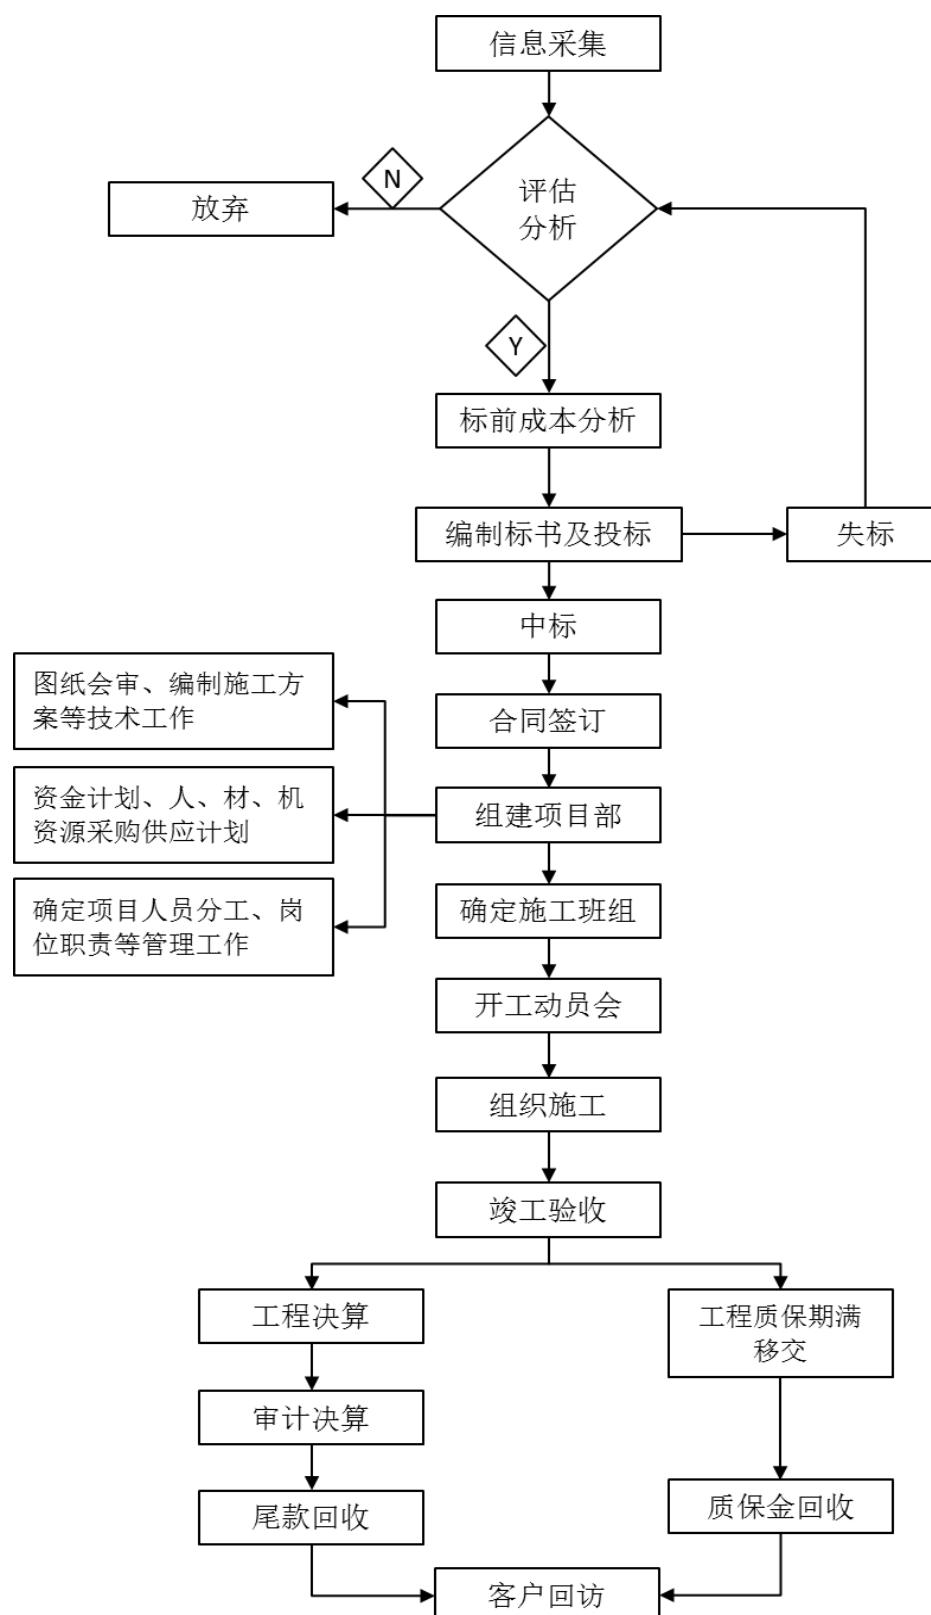 信息采集
N
放弃
评估
分析
Y
标前成本分析
编制标书及投标
失标
中标
图纸会审、编制施工方
案等技术工作
合同签订
资金计划、人、材、机
资源采购供应计划
组建项目部
确定项目人员分工、岗
位职责等管理工作
确定施工班组
开工动员会
组织施工
竣工验收
工程决算
工程质保期满
移交
审计决算
尾款回收
质保金回收
客户回访